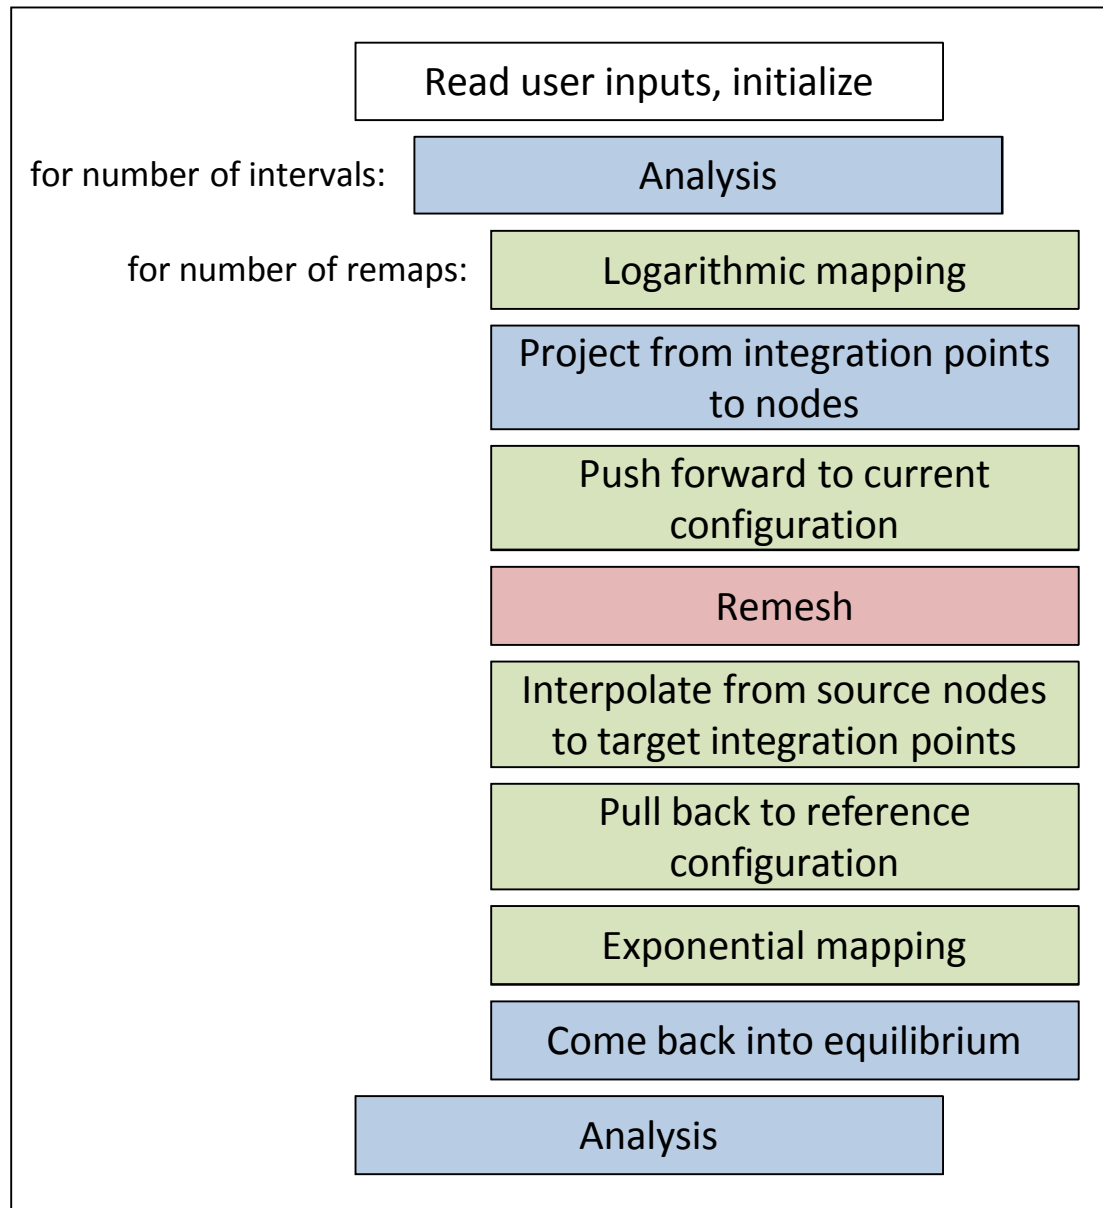 Read user inputs, initialize
for number of intervals:
Analysis
for number of remaps:
Logarithmic mapping
Project from integration points
to nodes
Push forward to current
configuration
Remesh
Interpolate from source nodes
to target integration points
Pull back to reference
configuration
Exponential mapping
Come back into equilibrium
Analysis